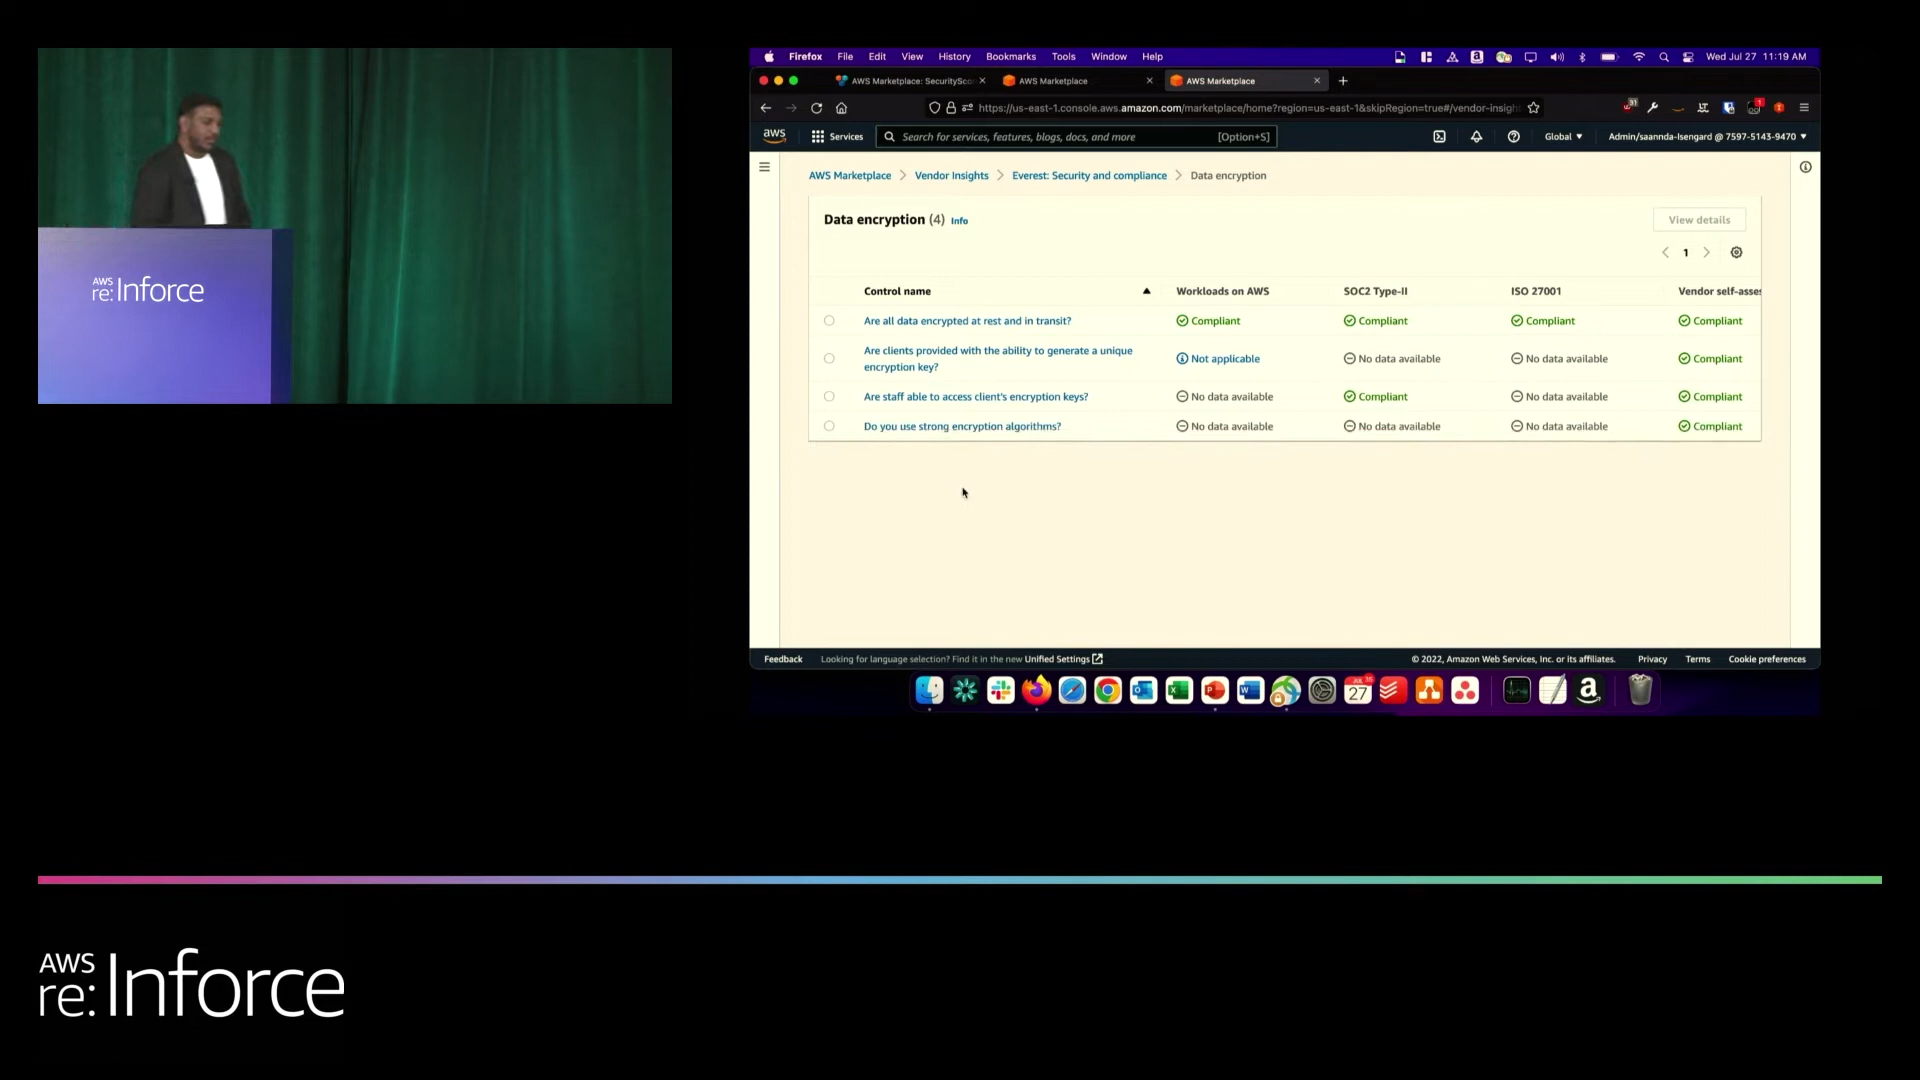 Firefox File Edit View History Bookmarks Tools Window Help Wed Jul 27 11:19 AM
AWS Marketplace: SecuritySco AWS Marketplace AWS Marketplace
https://us-east-1.console.aws.amazon.com/marketplace/home?region=us-east-1&skipRegion=true#/vendor-insigh
aws Services Search for services, features, blogs, docs, and more [Option+S] Global Admin/saannda-Isengard @ 7597-5143-9470
AWS Marketplace > Vendor Insights > Everest: Security and compliance > Data encryption
Data encryption (4) Info View details
1
Control name Workloads on AWS SOC2 Type-II ISO 27001 Vendor self-asses
Are all data encrypted at rest and in transit? Compliant Compliant Compliant Compliant
Are clients provided with the ability to generate a unique
encryption key? Not applicable No data available No data available Compliant
Are staff able to access client's encryption keys? No data available Compliant No data available Compliant
Do you use strong encryption algorithms? No data available No data available No data available Compliant
Feedback Looking for language selection? Find it in the new Unified Settings © 2022, Amazon Web Services, Inc. or its affiliates. Privacy Terms Cookie preferences
27
AWS
re:Inforce
AWS
re:Inforce